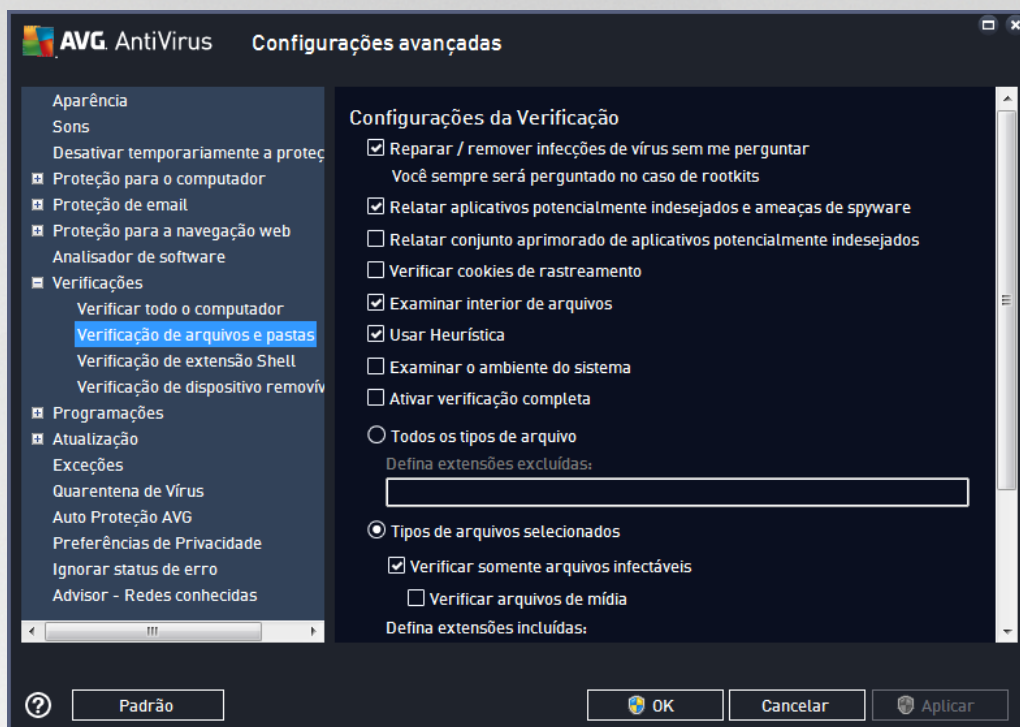 AVG. AntiVirus Configurações avançadas
Aparência
Sons
Desativar temporariamente a proteç
Proteção para o computador
Proteção de email
Proteção para a navegação web
Analisador de software
Verificações
Verificar todo o computador
Verificação de arquivos e pastas
Verificação de extensão Shell
Verificação de dispositivo removív
Programações
Atualização
Exceções
Quarentena de Vírus
Auto Proteção AVG
Preferências de Privacidade
Ignorar status de erro
Advisor - Redes conhecidas
Configurações da Verificação
Reparar / remover infecções de vírus sem me perguntar
Você sempre será perguntado no caso de rootkits
Relatar aplicativos potencialmente indesejados e ameaças de spyware
Relatar conjunto aprimorado de aplicativos potencialmente indesejados
Verificar cookies de rastreamento
Examinar interior de arquivos
Usar Heurística
Examinar o ambiente do sistema
Ativar verificação completa
Todos os tipos de arquivo
Defina extensões excluídas:
Tipos de arquivos selecionados
Verificar somente arquivos infectáveis
Verificar arquivos de mídia
Defina extensões incluídas:
Padrão
OK
Cancelar
Aplicar